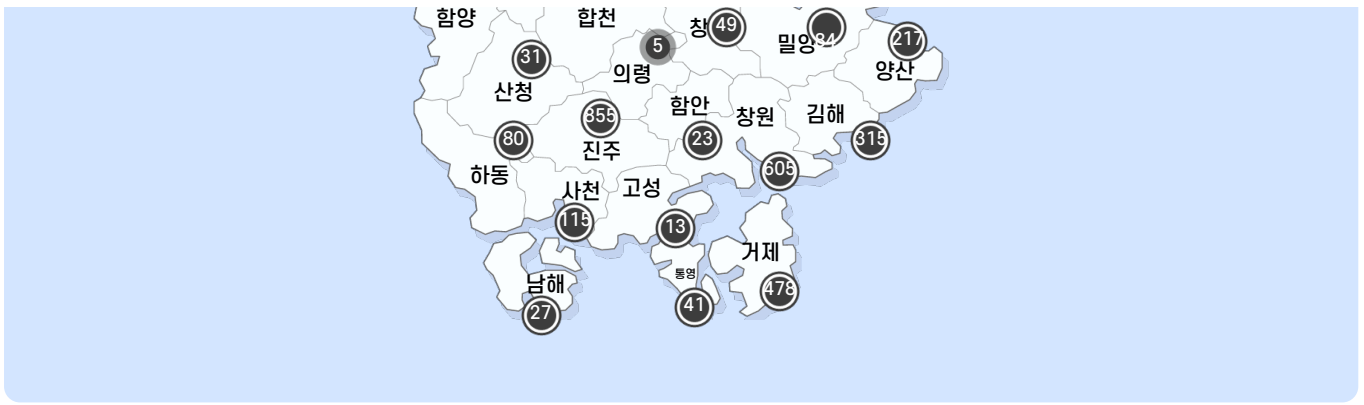 함양
합천
창
49
밀양
84
217
양산
31
5
의령
산청
함안
창원
김해
355
80
23
315
진주
605
하동
사천
고성
115
13
거제
통영
남해
478
27
41